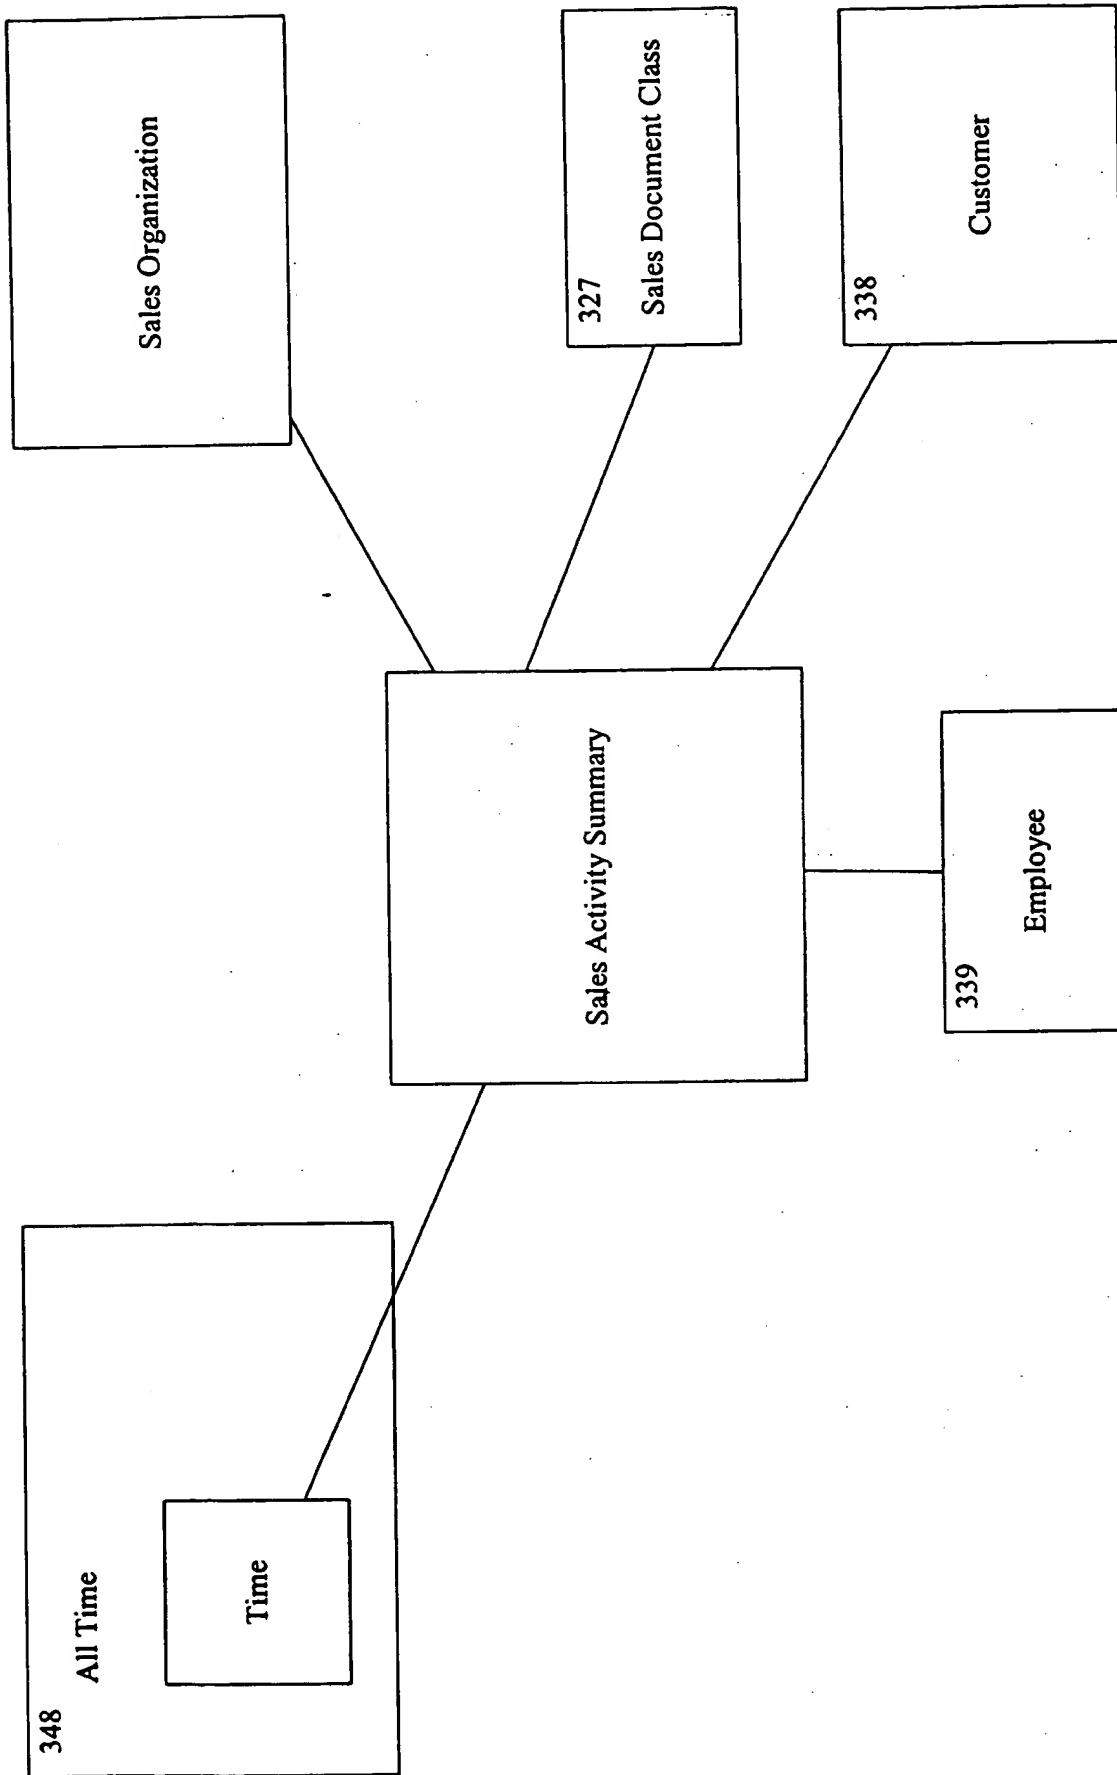 348
All Time
Time
Sales Activity Summary
339
Employee
Sales Organization
327
Sales Document Class
338
Customer